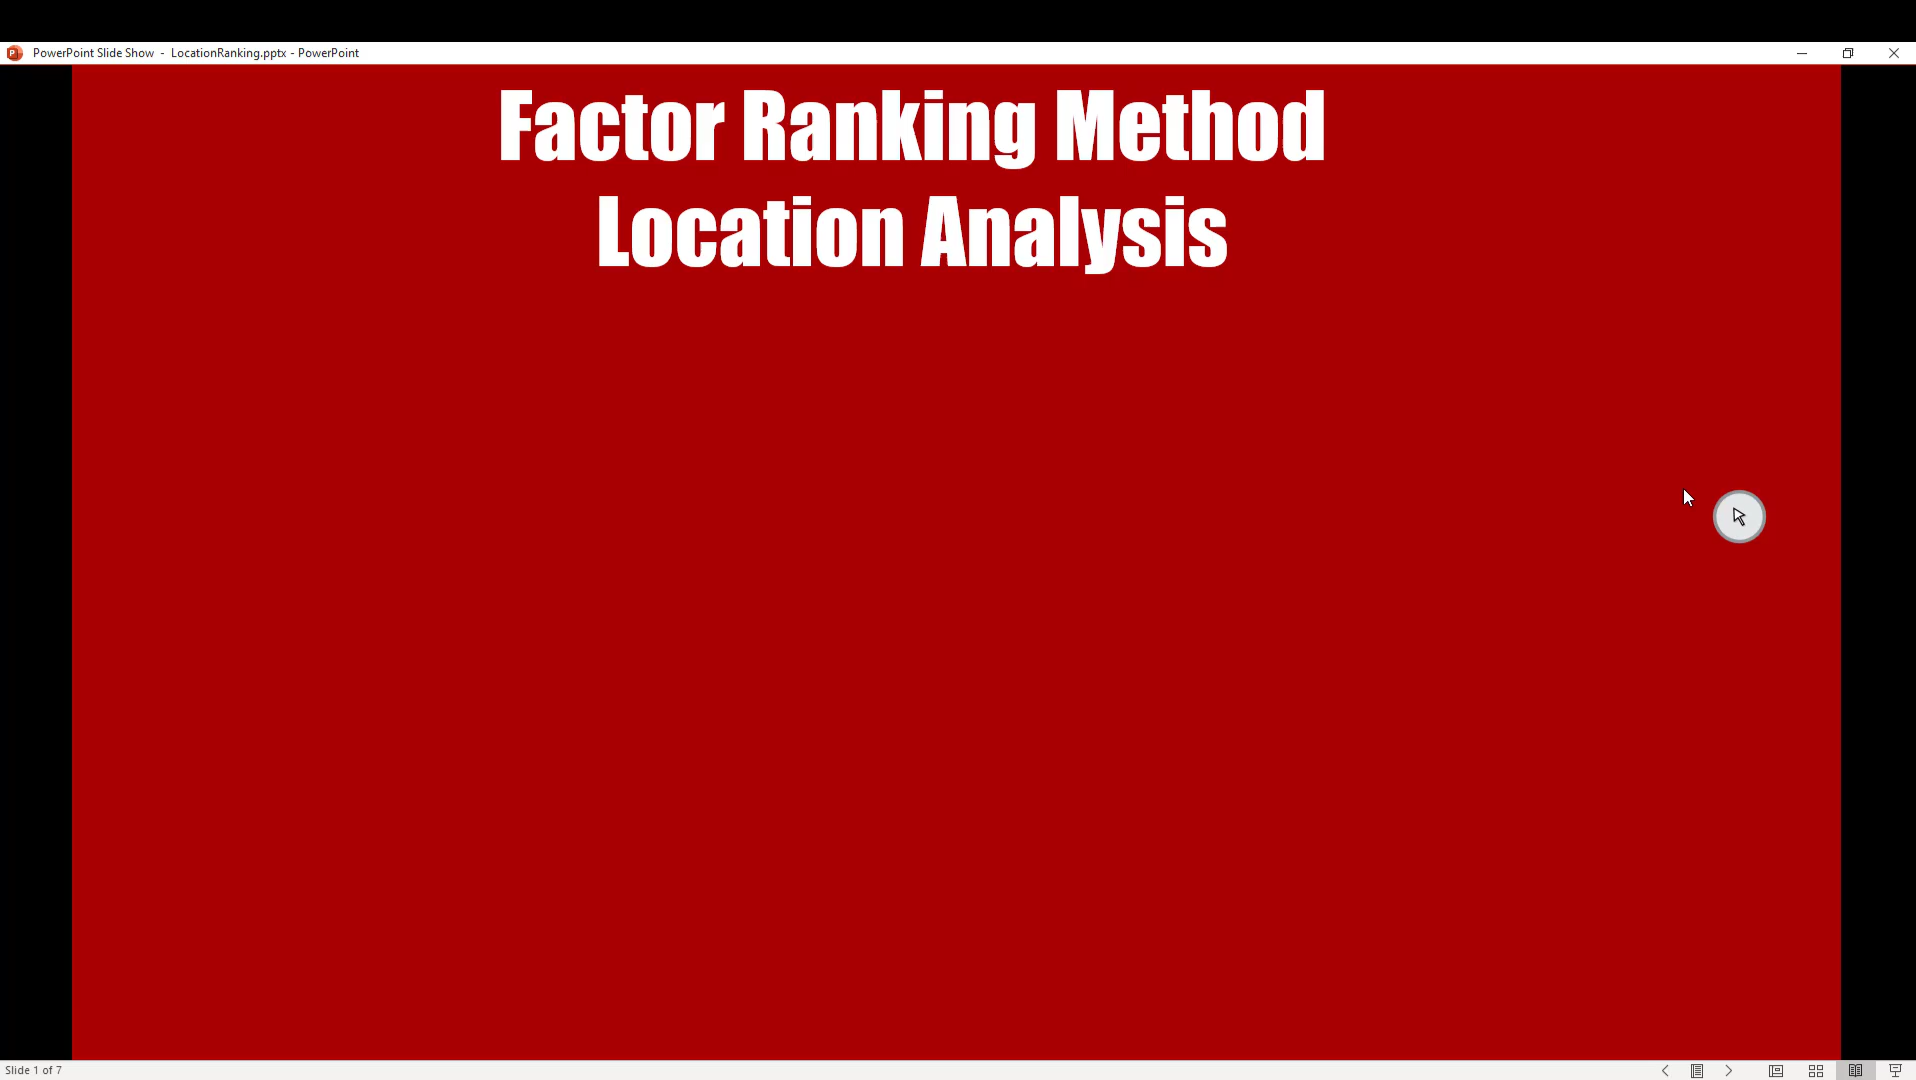 PowerPoint Slide Show - LocationRanking.pptx - PowerPoint
Factor Ranking Method
Location Analysis
Slide 1 of 7